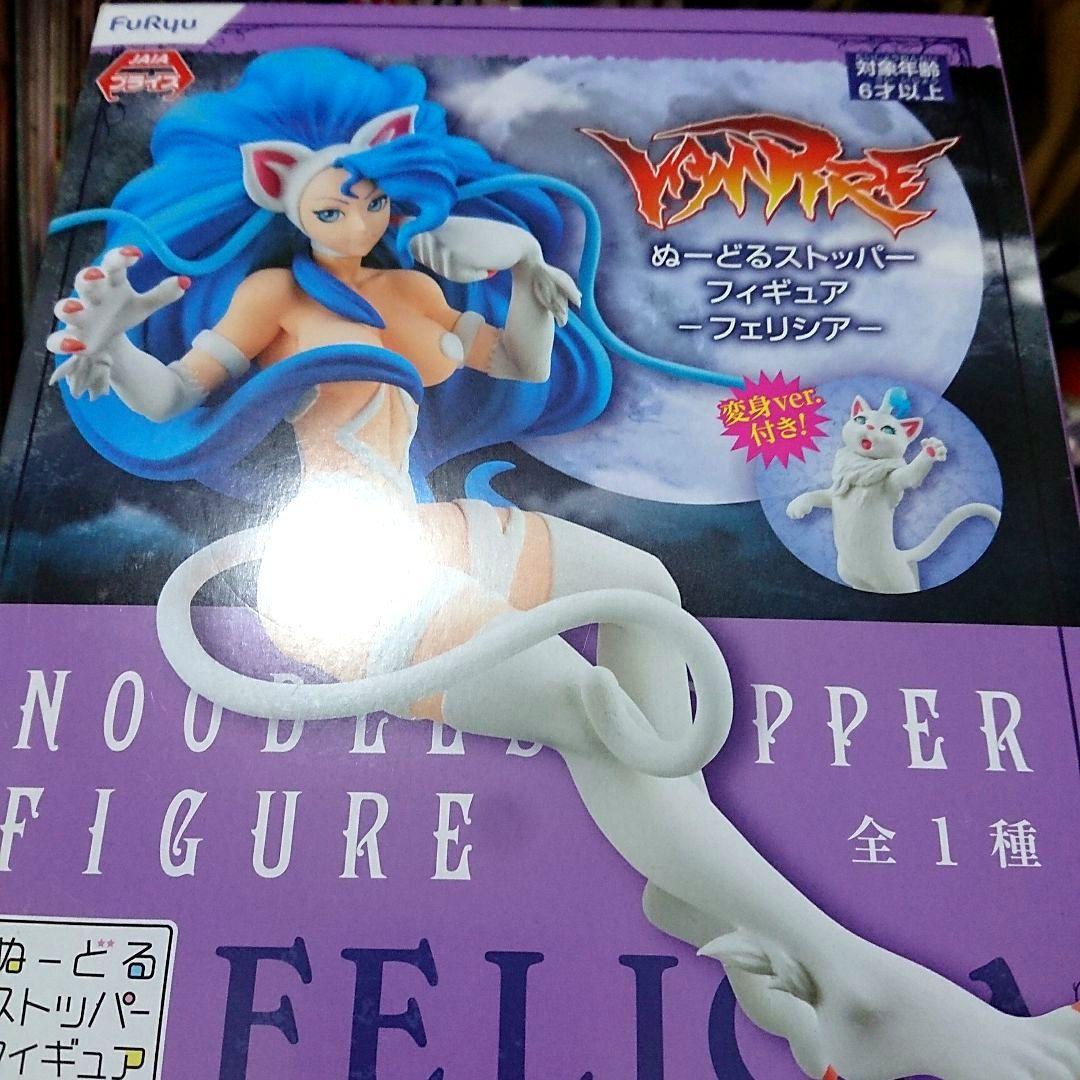 FuRyu
JAIA
プライズ
対象年齢
6才以上
VAMPIRE
ぬーどるストッパー
フィギュア
－フェリシア－
変身ver.
付き!
FIGURE
全1種
ぬーどる
ストッパー
フィギュア